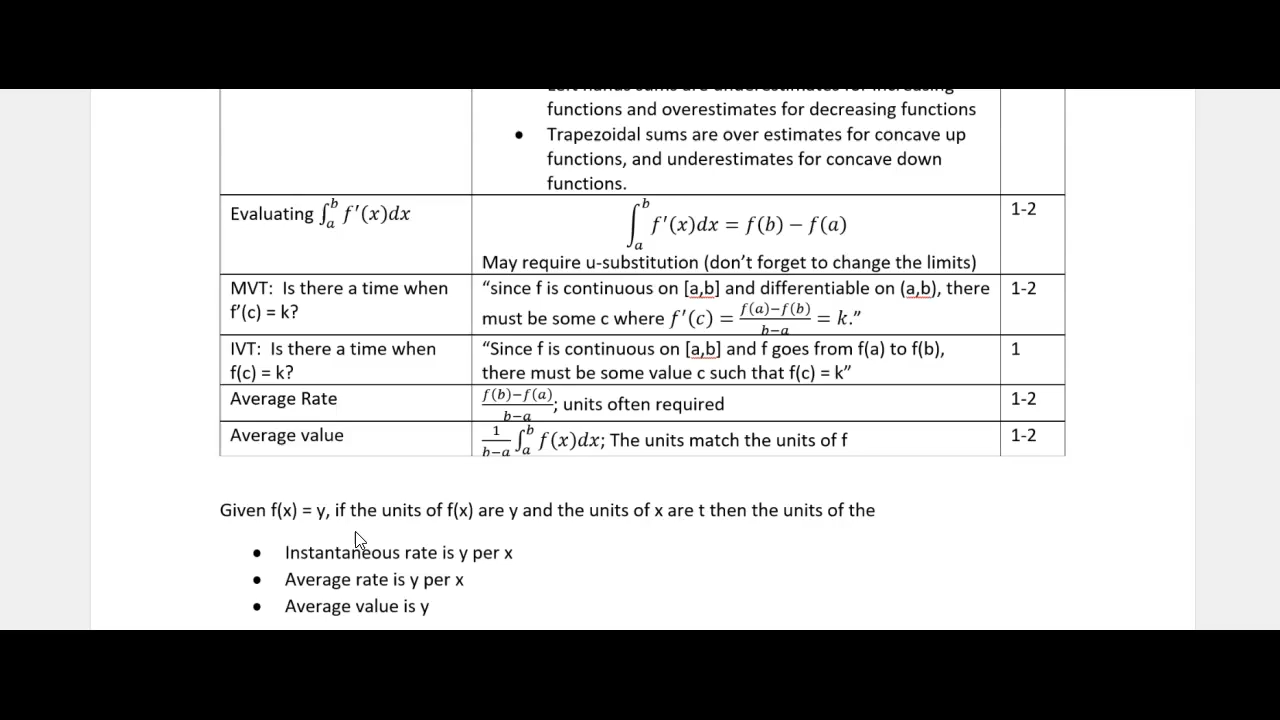 functions and overestimates for decreasing functions
• Trapezoidal sums are over estimates for concave up
functions, and underestimates for concave down
functions.
Evaluating ∫_a^b f′(x)dx
∫_a^b f′(x)dx = f(b) − f(a)
May require u-substitution (don’t forget to change the limits)
1-2
MVT: Is there a time when
f’(c) = k?
“since f is continuous on [a,b] and differentiable on (a,b), there
must be some c where f′(c) = (f(a)−f(b))/(b−a) = k.”
1-2
IVT: Is there a time when
f(c) = k?
“Since f is continuous on [a,b] and f goes from f(a) to f(b),
there must be some value c such that f(c) = k”
1
Average Rate
(f(b)−f(a))/(b−a); units often required
1-2
Average value
1/(b−a) ∫_a^b f(x)dx; The units match the units of f
1-2
Given f(x) = y, if the units of f(x) are y and the units of x are t then the units of the
• Instantaneous rate is y per x
• Average rate is y per x
• Average value is y